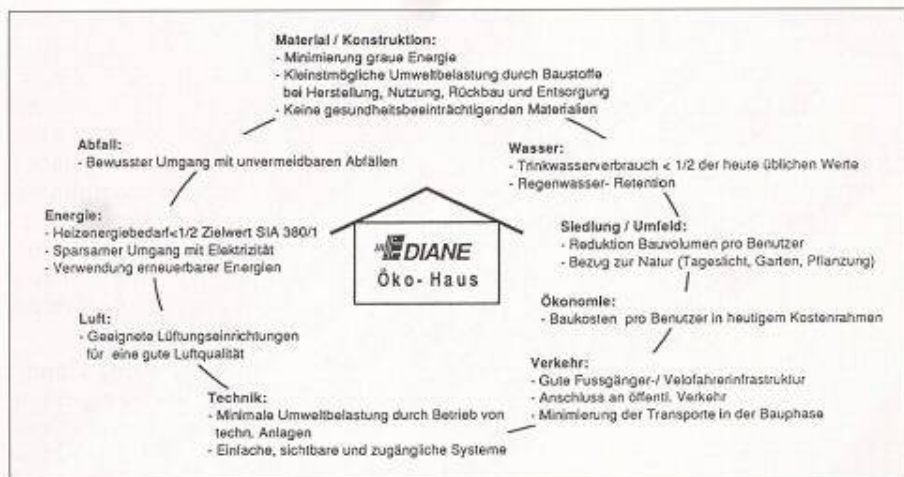 Material / Konstruktion:
- Minimierung graue Energie
- Kleinstmögliche Umweltbelastung durch Baustoffe
bei Herstellung, Nutzung, Rückbau und Entsorgung
- Keine gesundheitsbeeinträchtigenden Materialien
Wasser:
- Trinkwasserverbrauch < 1/2 der heute üblichen Werte
- Regenwasser- Retention
Siedlung / Umfeld:
- Reduktion Bauvolumen pro Benutzer
- Bezug zur Natur (Tageslicht, Garten, Pflanzung)
Ökonomie:
- Baukosten pro Benutzer in heutigem Kostenrahmen
Verkehr:
- Gute Fussgänger-/ Velofahrerinfrastuktur
- Anschluss an öffentl. Verkehr
- Minimierung der Transporte in der Bauphase
Technik:
- Minimale Umweltbelastung durch Betrieb von
techn. Anlagen
- Einfache, sichtbare und zugängliche Systeme
Luft:
- Geeignete Lüftungseinrichtungen
für eine gute Luftqualität
Energie:
- Heizenergiebedarf<1/2 Zielwert SIA 380/1
- Sparsamer Umgang mit Elektrizität
- Verwendung erneuerbarer Energien
Abfall:
- Bewusster Umgang mit unvermeidbaren Abfällen
DIANE
Öko- Haus